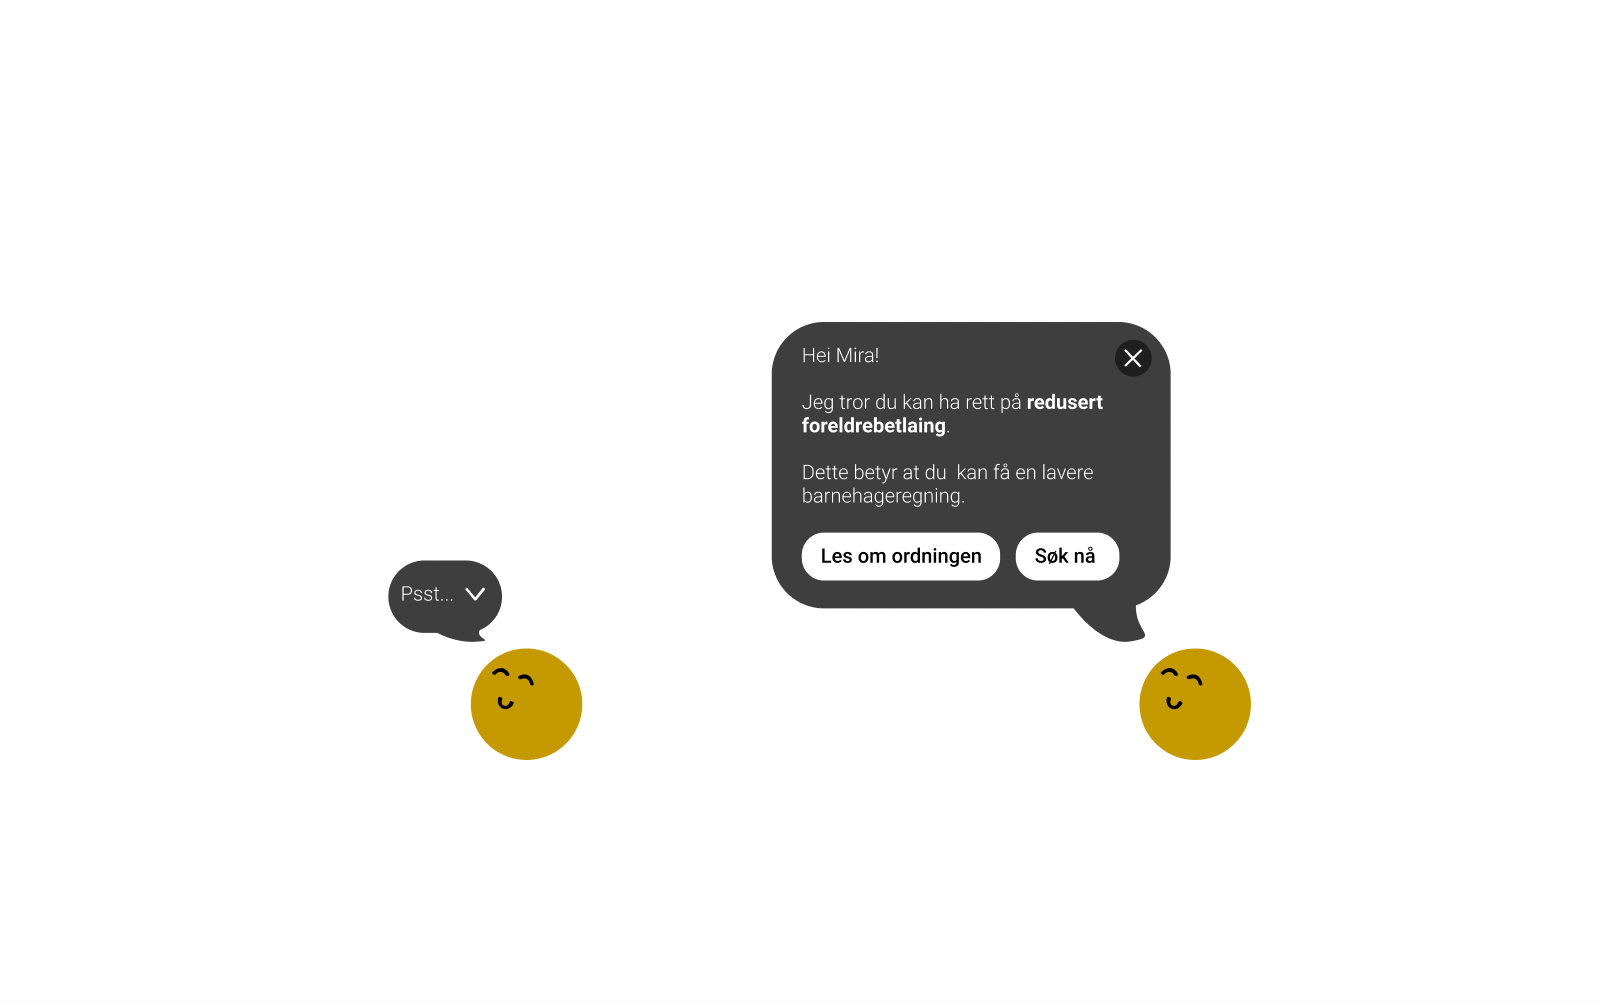 Psst...
Hei Mira!
Jeg tror du kan ha rett på redusert
foreldrebetlaing.
Dette betyr at du  kan få en lavere
barnehageregning.
Les om ordningen
Søk nå